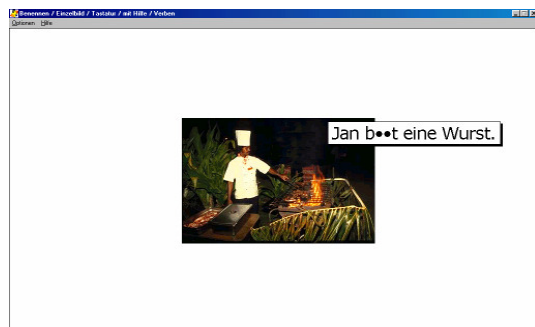 Benennen / Einzelbild / Tastatur / mit Hilfe / Verben
Optionen Hilfe
Jan b●●t eine Wurst.